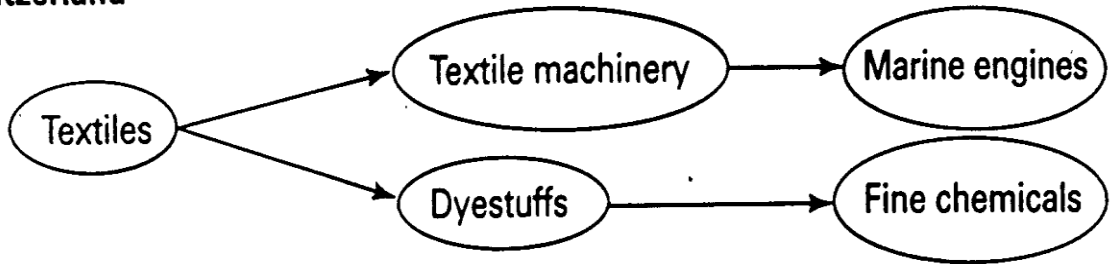 Textile machinery
Marine engines
Textiles
Dyestuffs
Fine chemicals